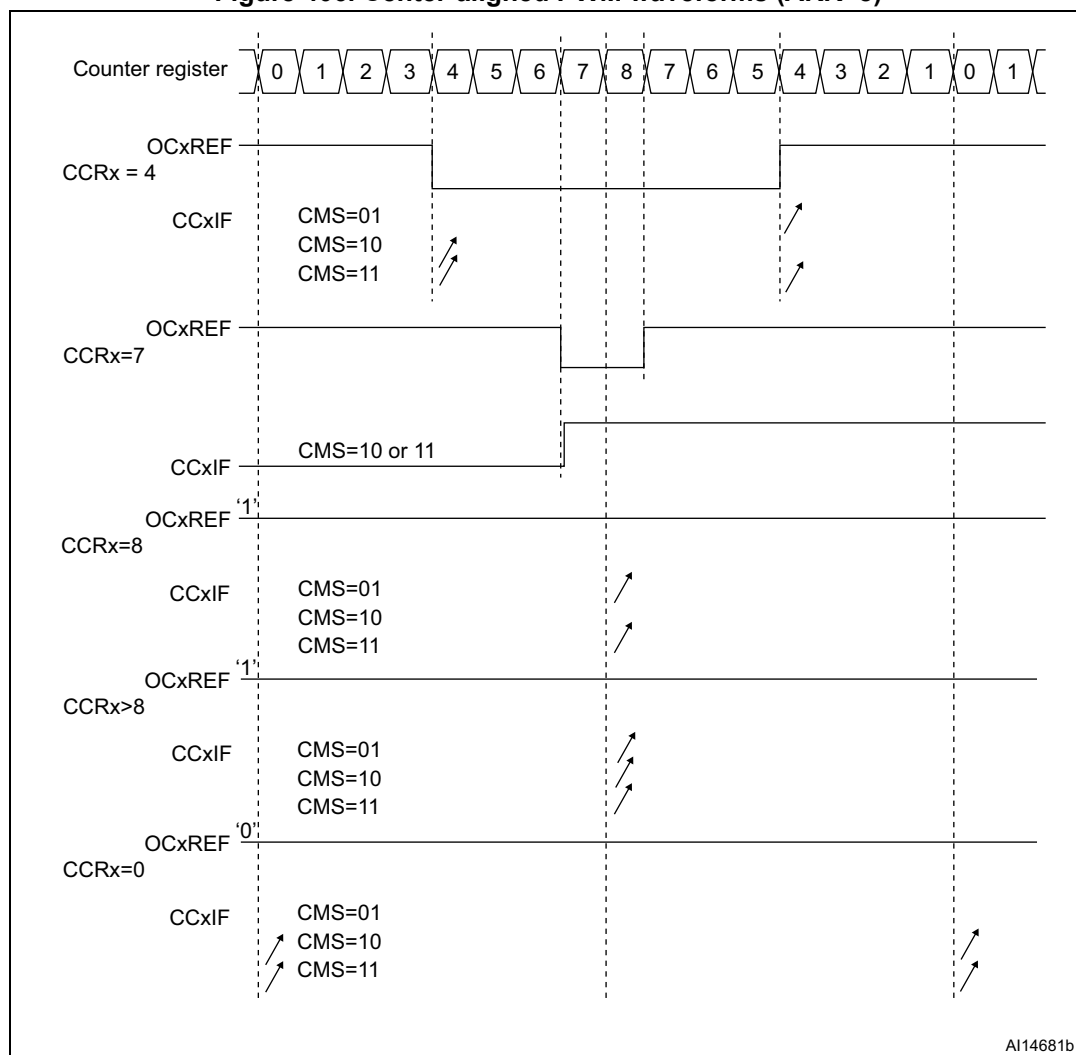 Counter register 0 1 2 3 4 5 6 7 8 7 6 5 4 3 2 1 0 1
OCxREF
CCRx = 4
CCxIF
CMS=01
CMS=10
CMS=11
OCxREF
CCRx=7
CMS=10 or 11
CCxIF
OCxREF '1'
CCRx=8
CCxIF
CMS=01
CMS=10
CMS=11
OCxREF '1'
CCRx>8
CCxIF
CMS=01
CMS=10
CMS=11
OCxREF '0'
CCRx=0
CCxIF
CMS=01
CMS=10
CMS=11
AI14681b